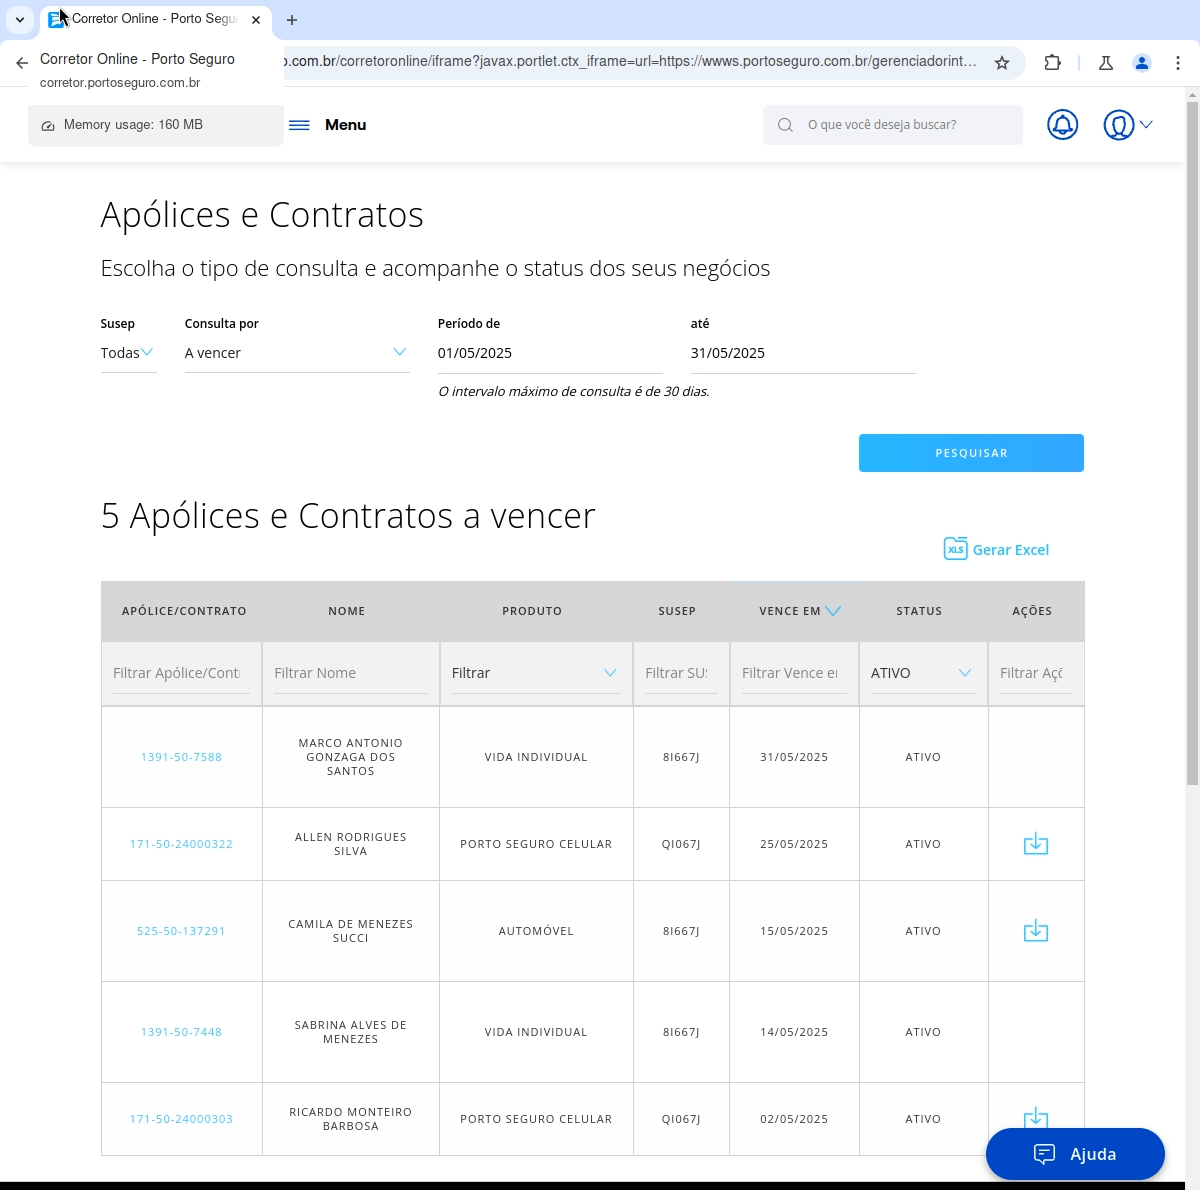 Corretor Online - Porto Segu
Corretor Online - Porto Seguro
corretor.portoseguro.com.br
Memory usage: 160 MB
o.com.br/corretoronline/iframe?javax.portlet.ctx_iframe=url=https://wwws.portoseguro.com.br/gerenciadorint...
Menu
O que você deseja buscar?
Apólices e Contratos
Escolha o tipo de consulta e acompanhe o status dos seus negócios
Susep Consulta por Período de até
Todas A vencer 01/05/2025 31/05/2025
O intervalo máximo de consulta é de 30 dias.
PESQUISAR
5 Apólices e Contratos a vencer
XLS Gerar Excel
APÓLICE/CONTRATO NOME PRODUTO SUSEP VENCE EM STATUS AÇÕES
Filtrar Apólice/Cont Filtrar Nome Filtrar Filtrar SU Filtrar Vence e ATIVO Filtrar Aç
1391-50-7588 MARCO ANTONIO GONZAGA DOS SANTOS VIDA INDIVIDUAL 8I667J 31/05/2025 ATIVO
171-50-24000322 ALLEN RODRIGUES SILVA PORTO SEGURO CELULAR QI067J 25/05/2025 ATIVO
525-50-137291 CAMILA DE MENEZES SUCCI AUTOMÓVEL 8I667J 15/05/2025 ATIVO
1391-50-7448 SABRINA ALVES DE MENEZES VIDA INDIVIDUAL 8I667J 14/05/2025 ATIVO
171-50-24000303 RICARDO MONTEIRO BARBOSA PORTO SEGURO CELULAR QI067J 02/05/2025 ATIVO
Ajuda